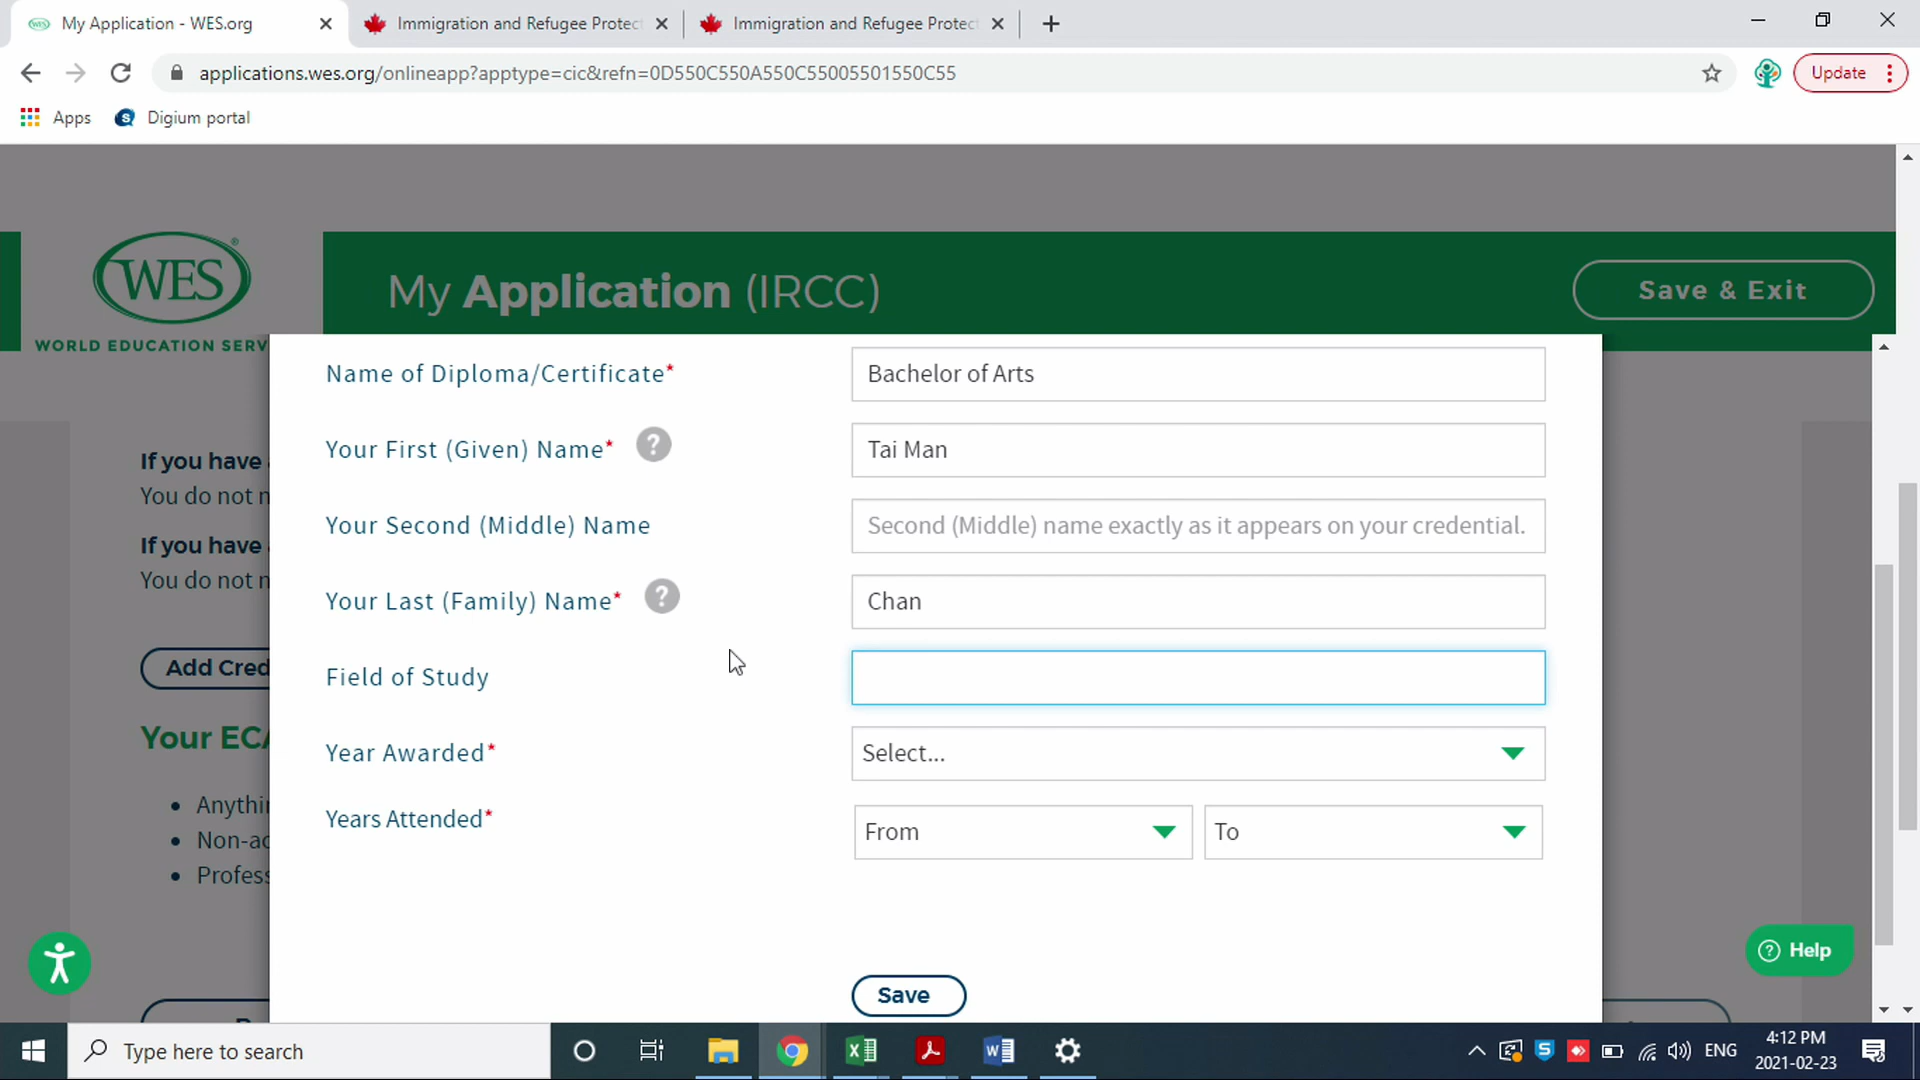 My Application - WES.org
Immigration and Refugee Protec
Immigration and Refugee Protec
applications.wes.org/onlineapp?apptype=cic&refn=0D550C550A550C55005501550C55
Update
Apps
Digium portal
WES
®
WORLD EDUCATION SERV
My Application (IRCC)
Save & Exit
If you have
You do not
If you have
You do not
Add Cred
Your ECA
Anythi
Non-ac
Profess
Name of Diploma/Certificate*
Bachelor of Arts
Your First (Given) Name*
?
Tai Man
Your Second (Middle) Name
Second (Middle) name exactly as it appears on your credential.
Your Last (Family) Name*
?
Chan
Field of Study
Year Awarded*
Select...
Years Attended*
From
To
Save
? Help
Type here to search
ENG
4:12 PM
2021-02-23